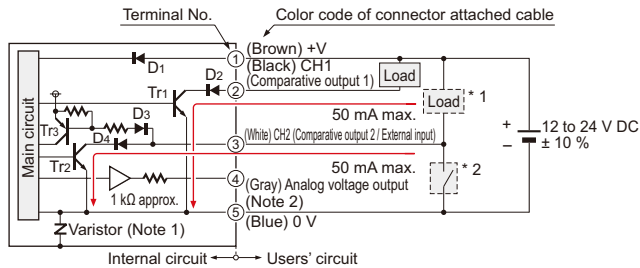 Terminal No.
Color code of connector attached cable
Main circuit
D1
1
(Brown) +V
(Black) CH1
(Comparative output 1)
D2
2
Load
Tr1
Load
* 1
50 mA max.
Tr3
D3
D4
3
(White) CH2 (Comparative output 2 / External input)
+
−
12 to 24 V DC
± 10 %
50 mA max.
Tr2
* 2
4
(Gray) Analog voltage output
(Note 2)
1 kΩ approx.
5
(Blue) 0 V
Varistor (Note 1)
Internal circuit
Users' circuit